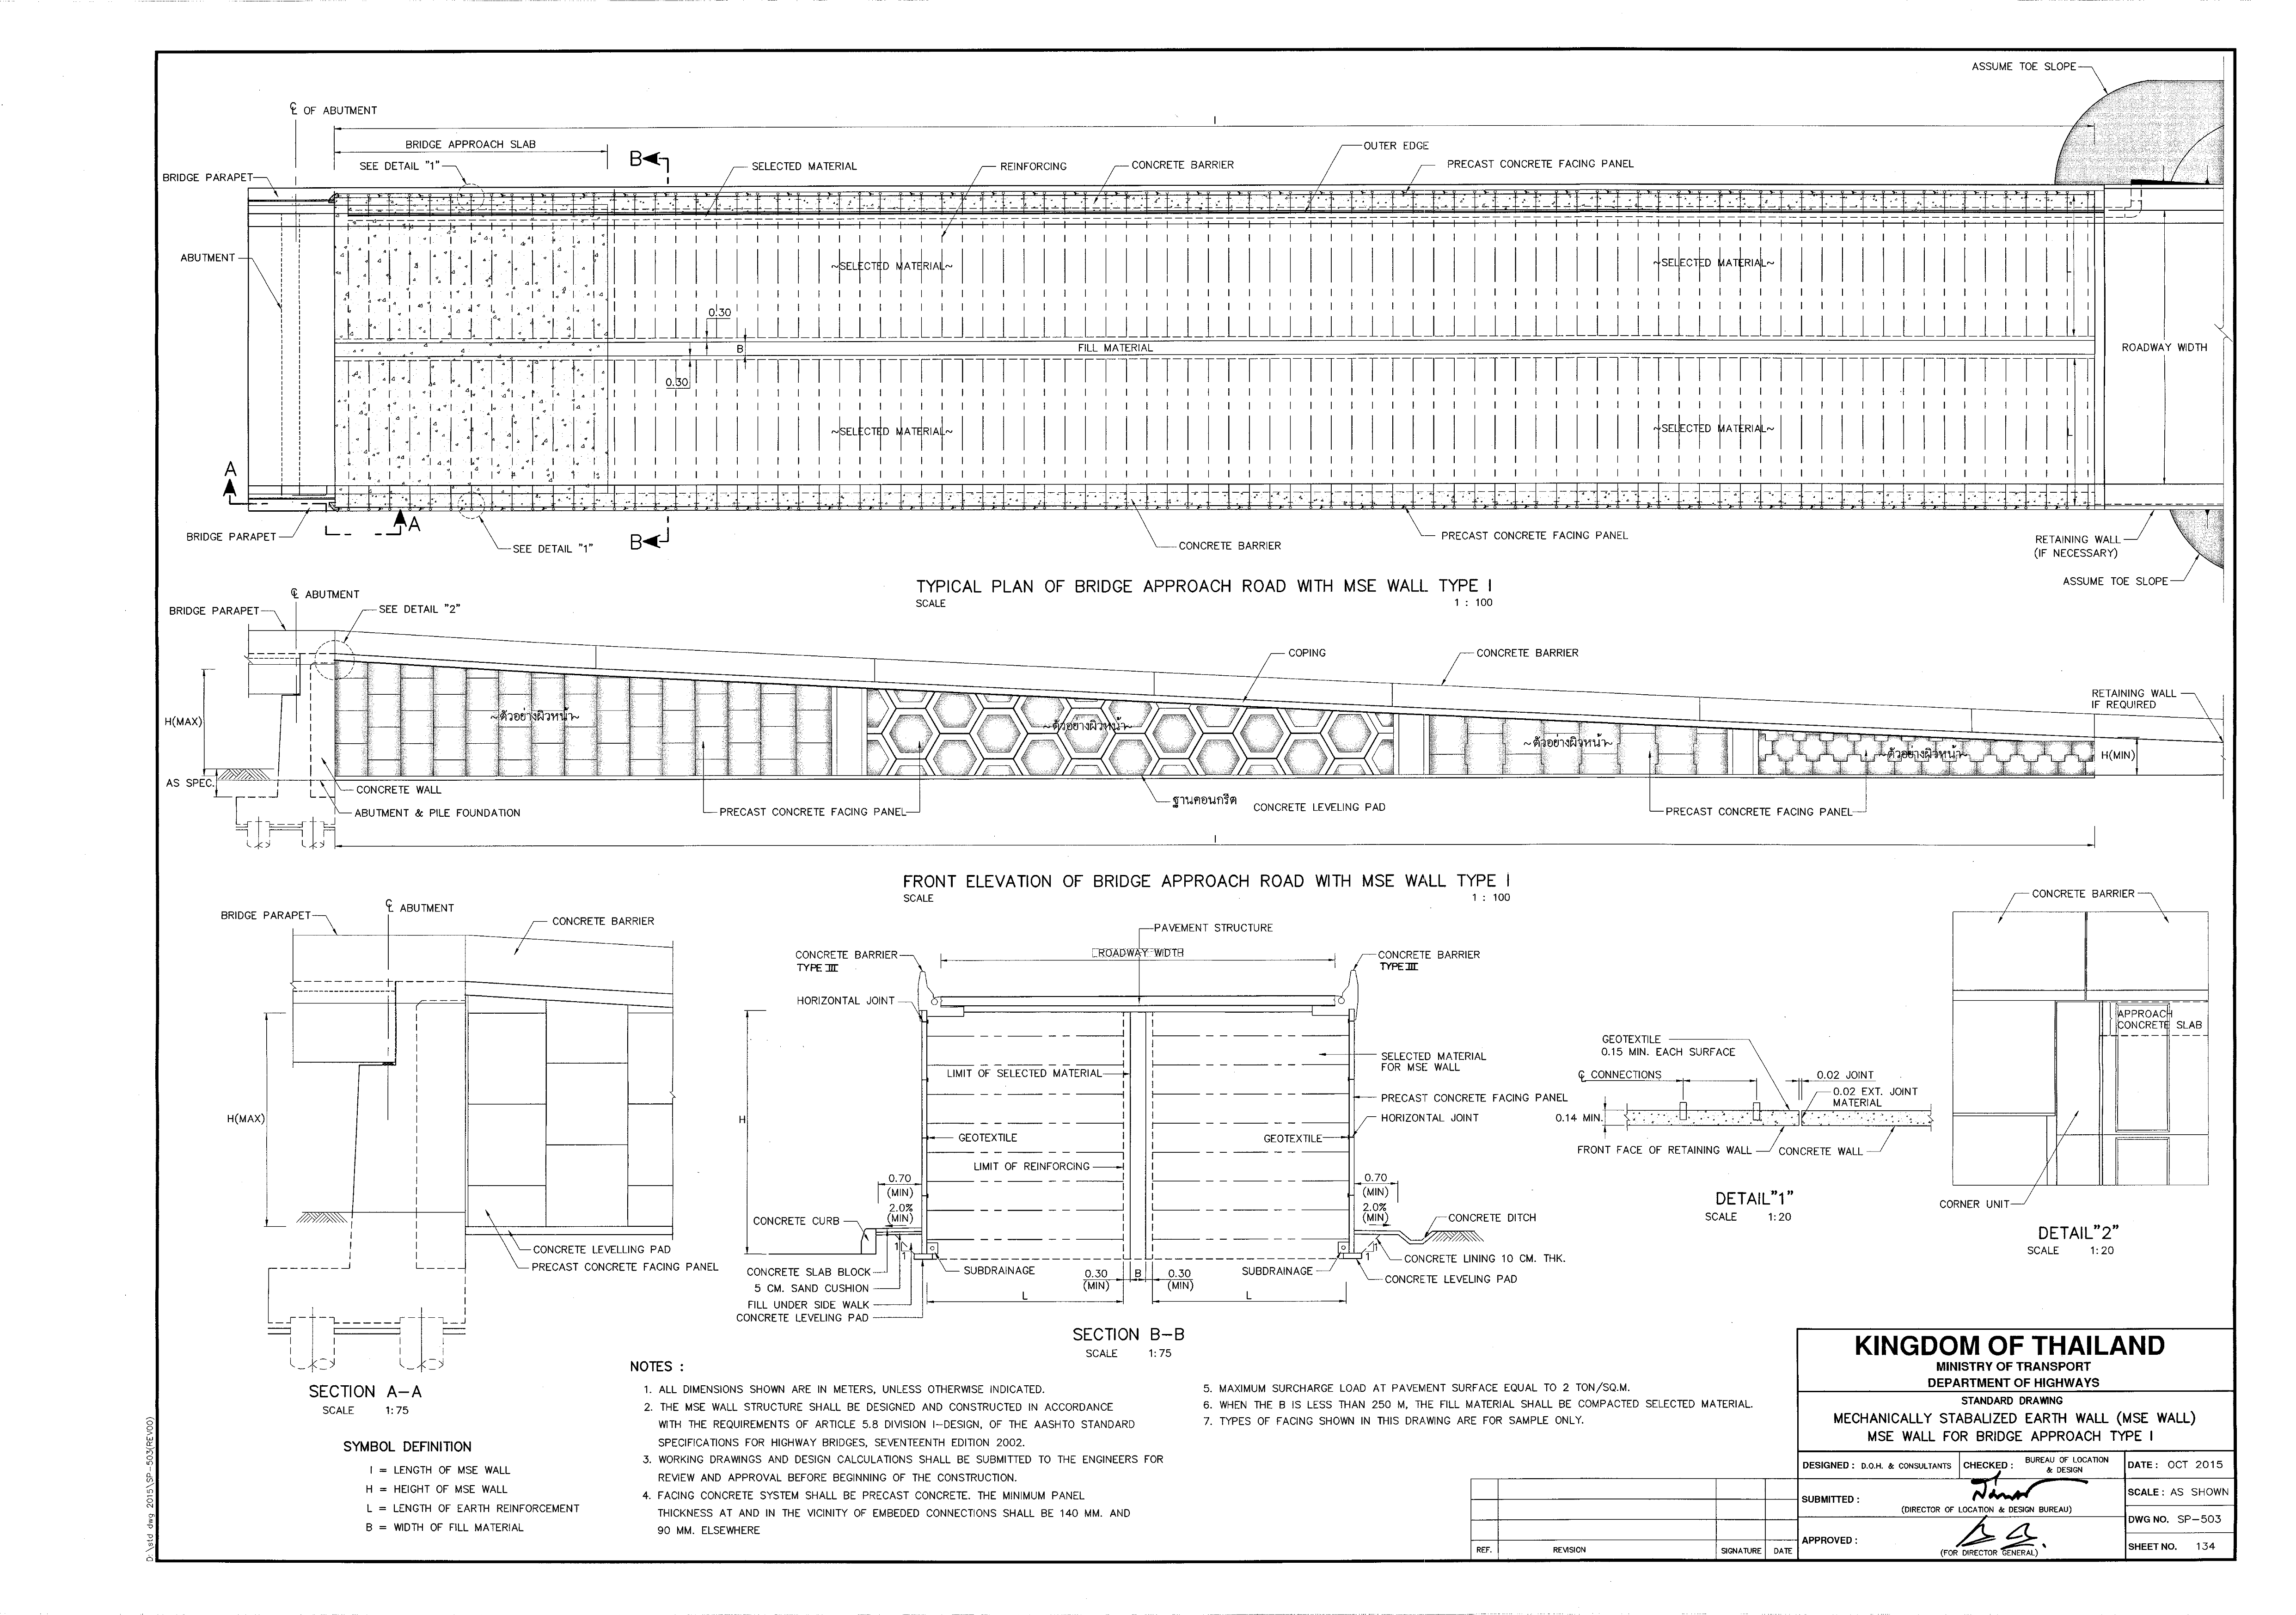 ASSUME TOE SLOPE
℄ OF ABUTMENT
l
BRIDGE APPROACH SLAB
SEE DETAIL "1"
B
SELECTED MATERIAL
REINFORCING
CONCRETE BARRIER
OUTER EDGE
PRECAST CONCRETE FACING PANEL
BRIDGE PARAPET
ABUTMENT
~SELECTED MATERIAL~
~SELECTED MATERIAL~
L
0.30
B
FILL MATERIAL
ROADWAY WIDTH
0.30
~SELECTED MATERIAL~
~SELECTED MATERIAL~
L
A
A
BRIDGE PARAPET
SEE DETAIL "1"
B
CONCRETE BARRIER
PRECAST CONCRETE FACING PANEL
RETAINING WALL
(IF NECESSARY)
ASSUME TOE SLOPE
TYPICAL PLAN OF BRIDGE APPROACH ROAD WITH MSE WALL TYPE I
SCALE 1 : 100
℄ ABUTMENT
BRIDGE PARAPET
SEE DETAIL "2"
COPING
CONCRETE BARRIER
RETAINING WALL
IF REQUIRED
H(MAX)
~ตัวอย่างผิวหน้า~
~ตัวอย่างผิวหน้า~
~ตัวอย่างผิวหน้า~
~ตัวอย่างผิวหน้า~
H(MIN)
AS SPEC.
CONCRETE WALL
ABUTMENT & PILE FOUNDATION
PRECAST CONCRETE FACING PANEL
ฐานคอนกรีต
CONCRETE LEVELING PAD
PRECAST CONCRETE FACING PANEL
l
FRONT ELEVATION OF BRIDGE APPROACH ROAD WITH MSE WALL TYPE I
SCALE 1 : 100
BRIDGE PARAPET
℄ ABUTMENT
CONCRETE BARRIER
H(MAX)
CONCRETE LEVELLING PAD
PRECAST CONCRETE FACING PANEL
SECTION A-A
SCALE 1:75
PAVEMENT STRUCTURE
CONCRETE BARRIER
TYPE III
ROADWAY WIDTH
CONCRETE BARRIER
TYPE III
HORIZONTAL JOINT
SELECTED MATERIAL
FOR MSE WALL
LIMIT OF SELECTED MATERIAL
PRECAST CONCRETE FACING PANEL
H
HORIZONTAL JOINT
GEOTEXTILE
GEOTEXTILE
LIMIT OF REINFORCING
0.70
(MIN)
2.0%
(MIN)
0.70
(MIN)
2.0%
(MIN)
CONCRETE CURB
CONCRETE DITCH
1
1
1
1
CONCRETE LINING 10 CM. THK.
CONCRETE SLAB BLOCK
SUBDRAINAGE
0.30
(MIN)
B
0.30
(MIN)
SUBDRAINAGE
CONCRETE LEVELING PAD
5 CM. SAND CUSHION
L
L
FILL UNDER SIDE WALK
CONCRETE LEVELING PAD
SECTION B-B
SCALE 1:75
GEOTEXTILE
0.15 MIN. EACH SURFACE
℄ CONNECTIONS
0.02 JOINT
0.02 EXT. JOINT
MATERIAL
0.14 MIN.
FRONT FACE OF RETAINING WALL
CONCRETE WALL
DETAIL"1"
SCALE 1:20
CONCRETE BARRIER
APPROACH
CONCRETE SLAB
CORNER UNIT
DETAIL"2"
SCALE 1:20
SYMBOL DEFINITION
l = LENGTH OF MSE WALL
H = HEIGHT OF MSE WALL
L = LENGTH OF EARTH REINFORCEMENT
B = WIDTH OF FILL MATERIAL
NOTES :
1. ALL DIMENSIONS SHOWN ARE IN METERS, UNLESS OTHERWISE INDICATED.
2. THE MSE WALL STRUCTURE SHALL BE DESIGNED AND CONSTRUCTED IN ACCORDANCE
WITH THE REQUIREMENTS OF ARTICLE 5.8 DIVISION I-DESIGN, OF THE AASHTO STANDARD
SPECIFICATIONS FOR HIGHWAY BRIDGES, SEVENTEENTH EDITION 2002.
3. WORKING DRAWINGS AND DESIGN CALCULATIONS SHALL BE SUBMITTED TO THE ENGINEERS FOR
REVIEW AND APPROVAL BEFORE BEGINNING OF THE CONSTRUCTION.
4. FACING CONCRETE SYSTEM SHALL BE PRECAST CONCRETE. THE MINIMUM PANEL
THICKNESS AT AND IN THE VICINITY OF EMBEDED CONNECTIONS SHALL BE 140 MM. AND
90 MM. ELSEWHERE
5. MAXIMUM SURCHARGE LOAD AT PAVEMENT SURFACE EQUAL TO 2 TON/SQ.M.
6. WHEN THE B IS LESS THAN 250 M, THE FILL MATERIAL SHALL BE COMPACTED SELECTED MATERIAL.
7. TYPES OF FACING SHOWN IN THIS DRAWING ARE FOR SAMPLE ONLY.
REF. REVISION SIGNATURE DATE
KINGDOM OF THAILAND
MINISTRY OF TRANSPORT
DEPARTMENT OF HIGHWAYS
STANDARD DRAWING
MECHANICALLY STABALIZED EARTH WALL (MSE WALL)
MSE WALL FOR BRIDGE APPROACH TYPE I
DESIGNED : D.O.H. & CONSULTANTS
CHECKED : BUREAU OF LOCATION
& DESIGN
DATE : OCT 2015
SUBMITTED :
(DIRECTOR OF LOCATION & DESIGN BUREAU)
SCALE : AS SHOWN
DWG NO. SP-503
APPROVED :
(FOR DIRECTOR GENERAL)
SHEET NO. 134
D:\std dwg 2015\SP-503(REV00)